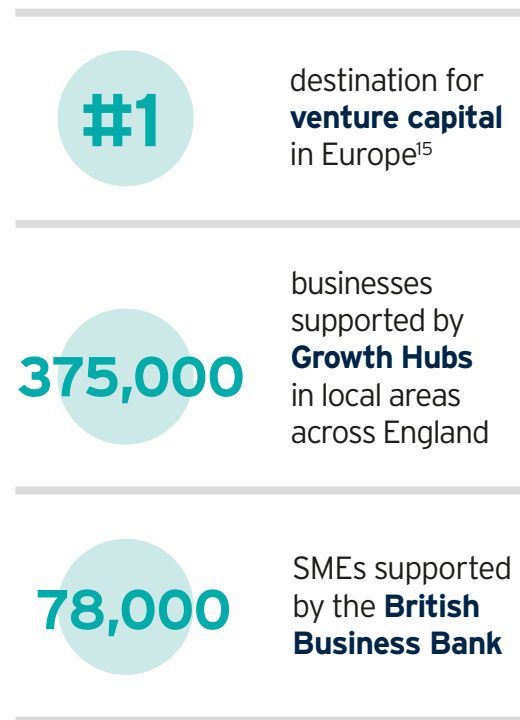 #1
destination for
venture capital
in Europe15
375,000
businesses
supported by
Growth Hubs
in local areas
across England
78,000
SMEs supported
by the British
Business Bank